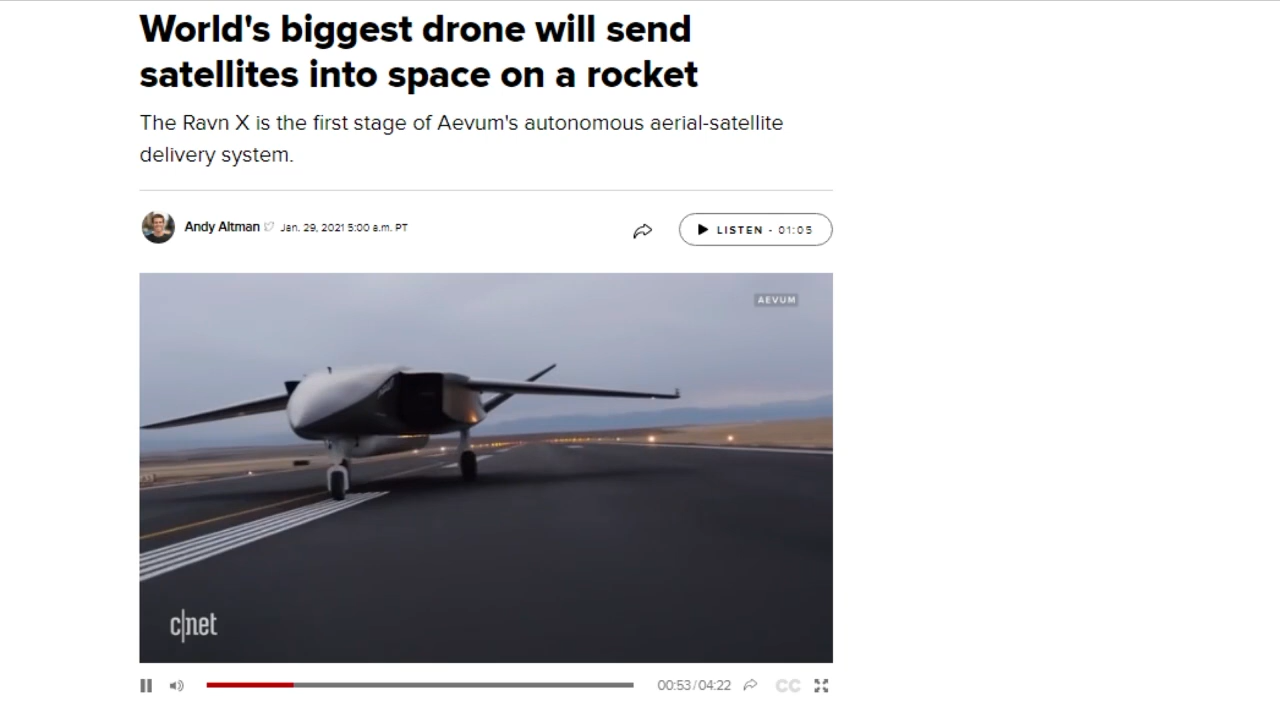 World's biggest drone will send
satellites into space on a rocket
The Ravn X is the first stage of Aevum's autonomous aerial-satellite
delivery system.
Andy Altman Jan. 29, 2021 5:00 a.m. PT
LISTEN - 01:05
AEVUM
c|net
00:53/04:22 CC